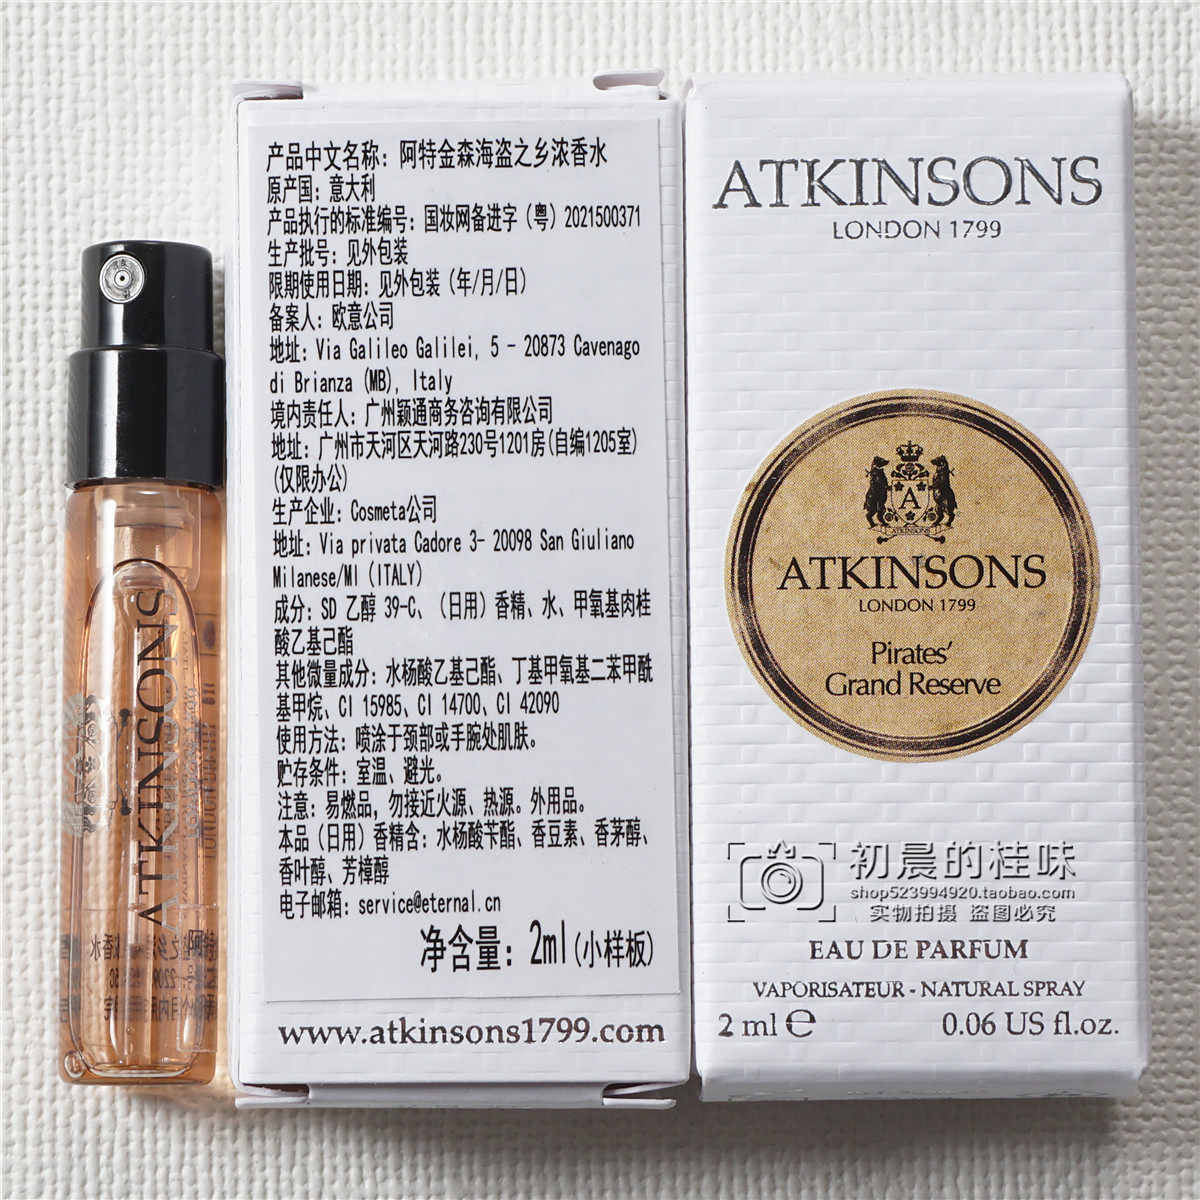 产品中文名称：阿特金森海盗之乡浓香水
原产国：意大利
产品执行的标准编号：国妆网备进字（粤）2021500371
生产批号：见外包装
限期使用日期：见外包装（年/月/日）
备案人：欧意公司
地址：Via Galileo Galilei, 5 - 20873 Cavenago
di Brianza (MB), Italy
境内责任人：广州颖通商务咨询有限公司
地址：广州市天河区天河路230号1201房(自编1205室)
(仅限办公)
生产企业：Cosmeta公司
地址：Via privata Cadore 3- 20098 San Giuliano
Milanese/MI (ITALY)
成分：SD 乙醇 39-C、（日用）香精、水、甲氧基肉桂
酸乙基己酯
其他微量成分：水杨酸乙基己酯、丁基甲氧基二苯甲酰
基甲烷、CI 15985、CI 14700、CI 42090
使用方法：喷涂于颈部或手腕处肌肤。
贮存条件：室温、避光。
注意：易燃品，勿接近火源、热源。外用品。
本品（日用）香精含：水杨酸苄酯、香豆素、香茅醇、
香叶醇、芳樟醇
电子邮箱：service@eternal.cn
净含量：2ml(小样板)
www.atkinsons1799.com
ATKINSONS
LONDON 1799
A
ATKINSONS
LONDON 1799
Pirates'
Grand Reserve
初晨的桂味
shop523994920.taobao.com
实物拍摄 盗图必究
EAU DE PARFUM
VAPORISATEUR - NATURAL SPRAY
2 ml ℮ 0.06 US fl.oz.
ATKINSONS